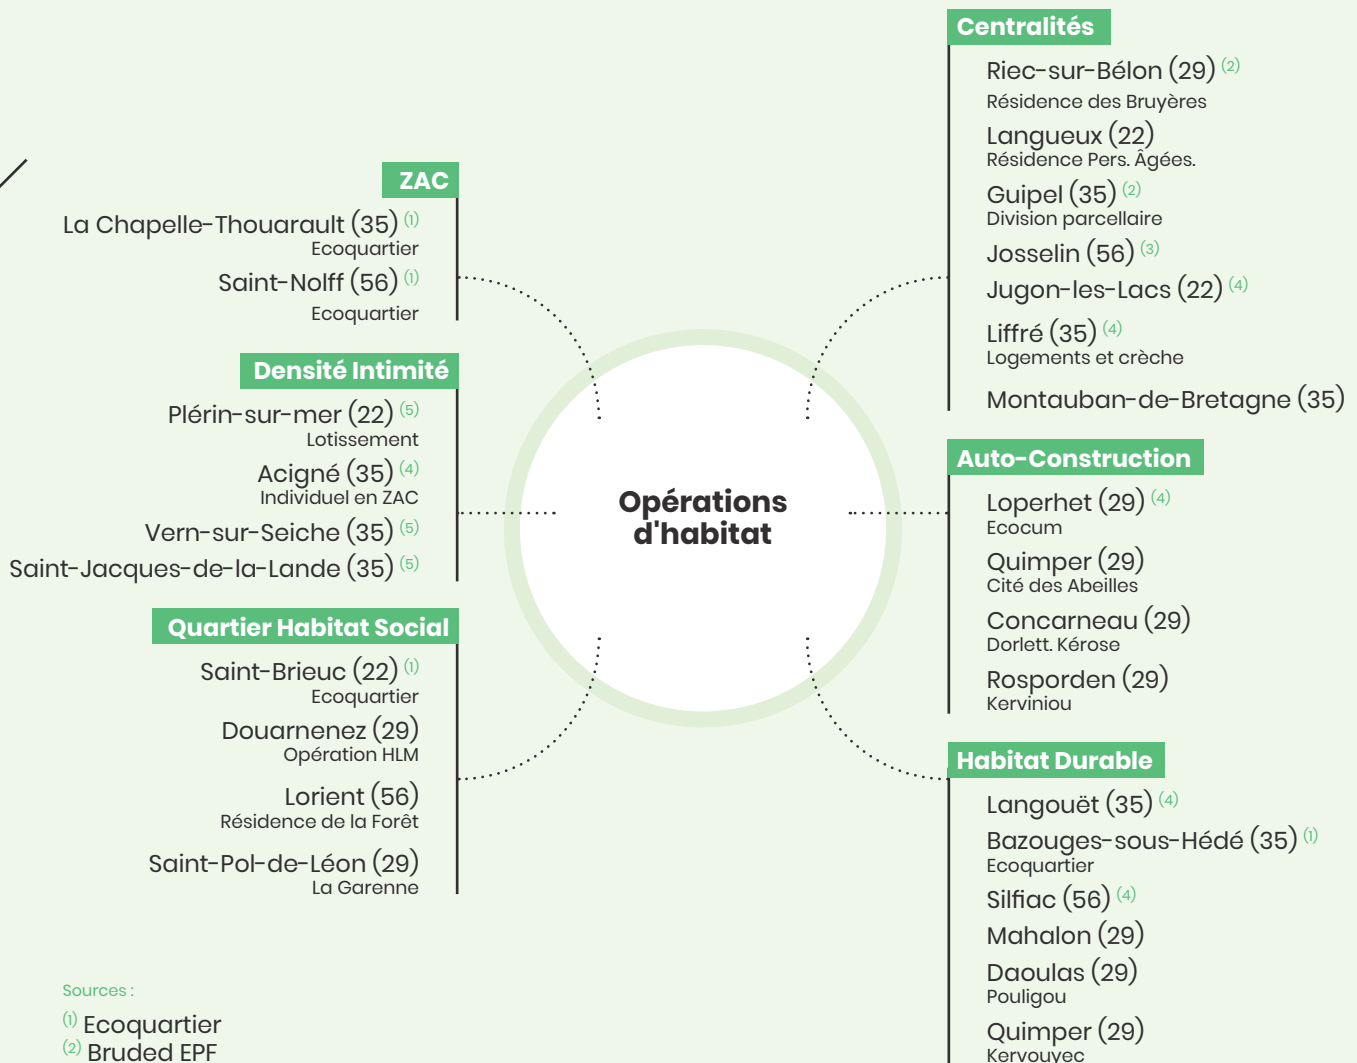 ZAC
La Chapelle-Thouarault (35) (1)
Ecoquartier
Saint-Nolff (56) (1)
Ecoquartier
Densité Intimité
Plérin-sur-mer (22) (5)
Lotissement
Acigné (35) (4)
Individuel en ZAC
Vern-sur-Seiche (35) (5)
Saint-Jacques-de-la-Lande (35) (5)
Quartier Habitat Social
Saint-Brieuc (22) (1)
Ecoquartier
Douarnenez (29)
Opération HLM
Lorient (56)
Résidence de la Forêt
Saint-Pol-de-Léon (29)
La Garenne
Opérations
d'habitat
Centralités
Riec-sur-Bélon (29) (2)
Résidence des Bruyères
Langueux (22)
Résidence Pers. Âgées.
Guipel (35) (2)
Division parcellaire
Josselin (56) (3)
Jugon-les-Lacs (22) (4)
Liffré (35) (4)
Logements et crèche
Montauban-de-Bretagne (35)
Auto-Construction
Loperhet (29) (4)
Ecocum
Quimper (29)
Cité des Abeilles
Concarneau (29)
Dorlett. Kérose
Rosporden (29)
Kerviniou
Habitat Durable
Langouët (35) (4)
Bazouges-sous-Hédé (35) (1)
Ecoquartier
Silfiac (56) (4)
Mahalon (29)
Daoulas (29)
Pouligou
Quimper (29)
Kervouyec
Sources :
(1) Ecoquartier
(2) Bruded EPF